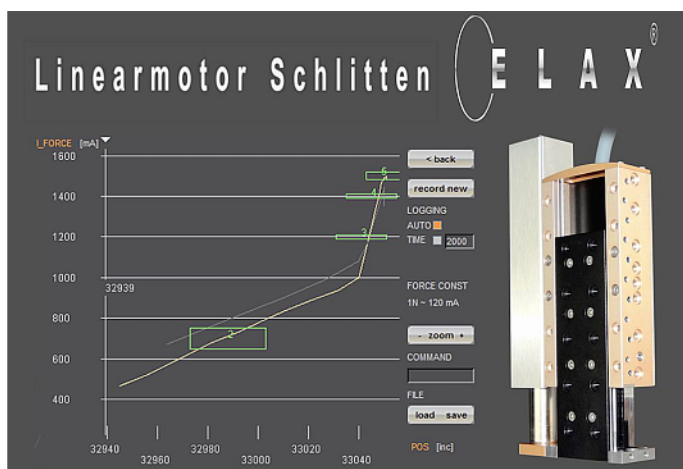 Linearmotor Schlitten
ELAX®
I_FORCE [mA]
1600
1400
1200
1000
800
600
400
32939
5
4
3
2
32940
32960
32980
33000
33020
33040
< back
record new
LOGGING
AUTO
TIME 2000
FORCE CONST
1N ~ 120 mA
- zoom +
COMMAND
FILE
load save
POS [inc]